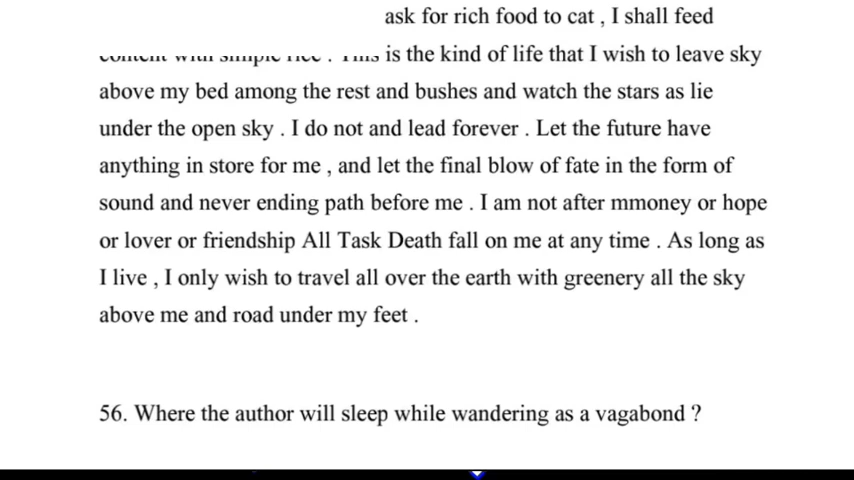 ask for rich food to cat , I shall feed
content with simple rice . This is the kind of life that I wish to leave sky
above my bed among the rest and bushes and watch the stars as lie
under the open sky . I do not and lead forever . Let the future have
anything in store for me , and let the final blow of fate in the form of
sound and never ending path before me . I am not after mmoney or hope
or lover or friendship All Task Death fall on me at any time . As long as
I live , I only wish to travel all over the earth with greenery all the sky
above me and road under my feet .
56. Where the author will sleep while wandering as a vagabond ?